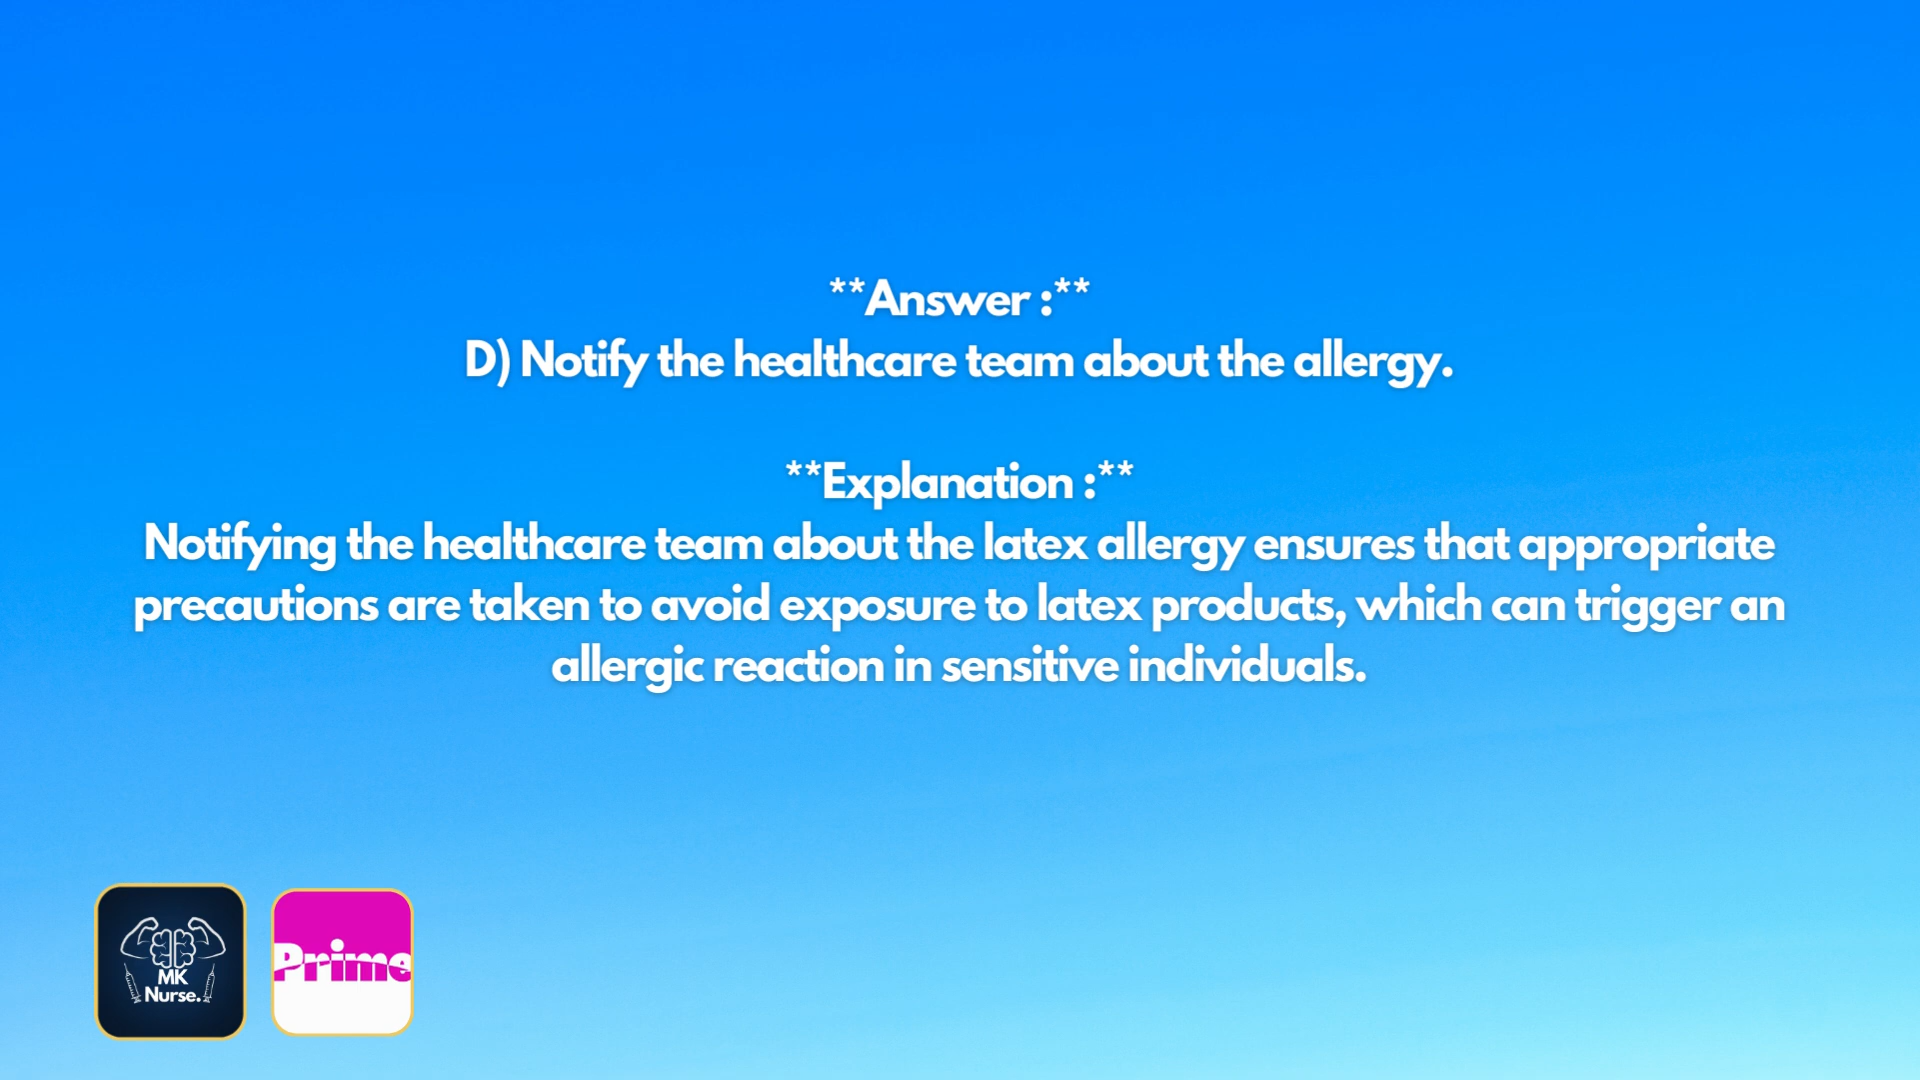 **Answer :**
D) Notify the healthcare team about the allergy.
**Explanation :**
Notifying the healthcare team about the latex allergy ensures that appropriate
precautions are taken to avoid exposure to latex products, which can trigger an
allergic reaction in sensitive individuals.
MK
Nurse.
Prime